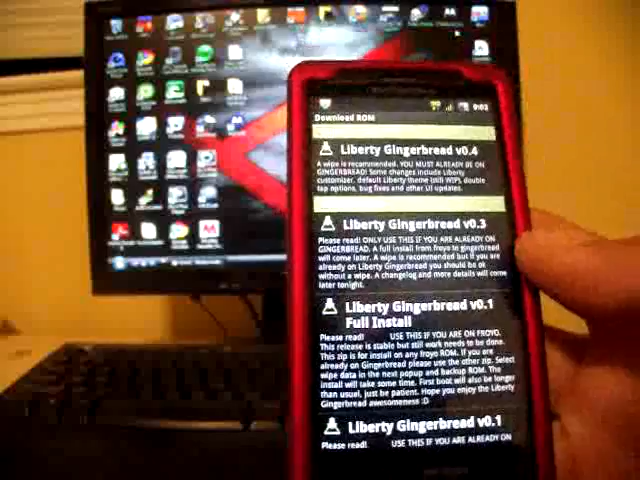 9:03
Download ROM
Liberty Gingerbread v0.4
A wipe is recommended. YOU MUST ALREADY BE ON
GINGERBREAD! Some changes include Liberty
customizer, default Liberty theme (still WIP), double
tap options, bug fixes and other UI updates.
Liberty Gingerbread v0.3
Please read! ONLY USE THIS IF YOU ARE ALREADY ON
GINGERBREAD. A full install from froyo to gingerbread
will come later. A wipe is recommended but if you are
already on Liberty Gingerbread you should be ok
without a wipe. A changelog and more details will come
later tonight.
Liberty Gingerbread v0.1
Full Install
Please read! USE THIS IF YOU ARE ON FROYO.
This release is stable but still work needs to be done.
This zip is for install on any froyo ROM. If you are
already on Gingerbread please use the other zip. Select
wipe data in the next popup and backup ROM. The
install will take some time. First boot will also be longer
than usual, just be patient. Hope you enjoy the Liberty
Gingerbread awesomeness :D
Liberty Gingerbread v0.1
Please read! USE THIS IF YOU ARE ALREADY ON